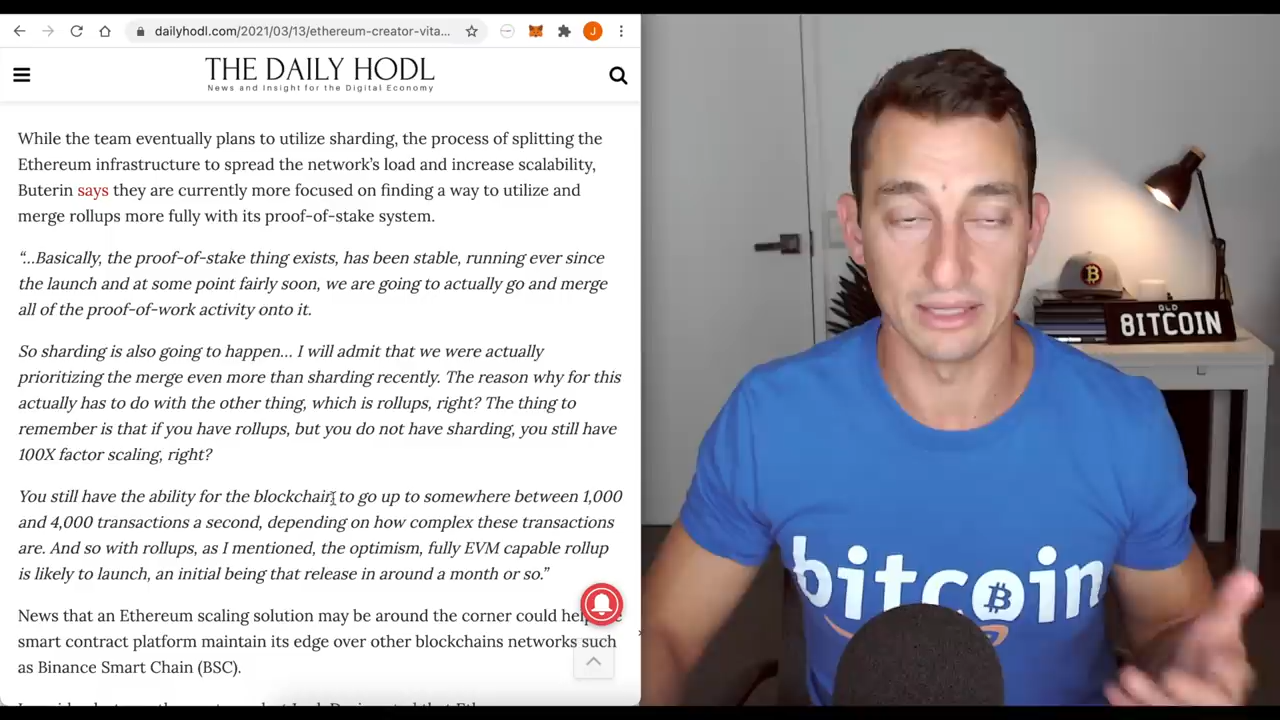 dailyhodl.com/2021/03/13/ethereum-creator-vita...
J
THE DAILY HODL
News and Insight for the Digital Economy
While the team eventually plans to utilize sharding, the process of splitting the
Ethereum infrastructure to spread the network's load and increase scalability,
Buterin says they are currently more focused on finding a way to utilize and
merge rollups more fully with its proof-of-stake system.
“...Basically, the proof-of-stake thing exists, has been stable, running ever since
the launch and at some point fairly soon, we are going to actually go and merge
all of the proof-of-work activity onto it.
So sharding is also going to happen... I will admit that we were actually
prioritizing the merge even more than sharding recently. The reason why for this
actually has to do with the other thing, which is rollups, right? The thing to
remember is that if you have rollups, but you do not have sharding, you still have
100X factor scaling, right?
You still have the ability for the blockchain to go up to somewhere between 1,000
and 4,000 transactions a second, depending on how complex these transactions
are. And so with rollups, as I mentioned, the optimism, fully EVM capable rollup
is likely to launch, an initial being that release in around a month or so.”
News that an Ethereum scaling solution may be around the corner could
smart contract platform maintain its edge over other blockchains networks such
as Binance Smart Chain (BSC).
QLD
8ITCOIN
bitcoin